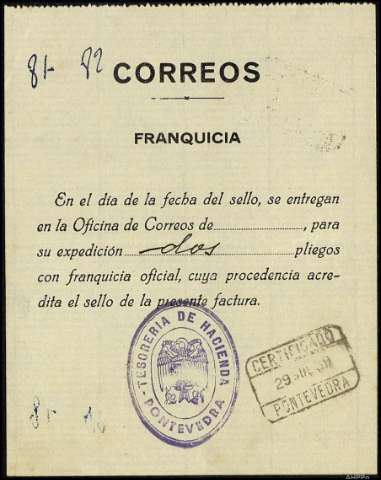 81- 82
CORREOS
FRANQUICIA
En el día de la fecha del sello, se entregan
en la Oficina de Correos de...................., para
su expedición dos pliegos
con franquicia oficial, cuya procedencia acre-
dita el sello de la presente factura.
TESORERIA DE HACIENDA
PONTEVEDRA
CERTIFICADO
29
PONTEVEDRA